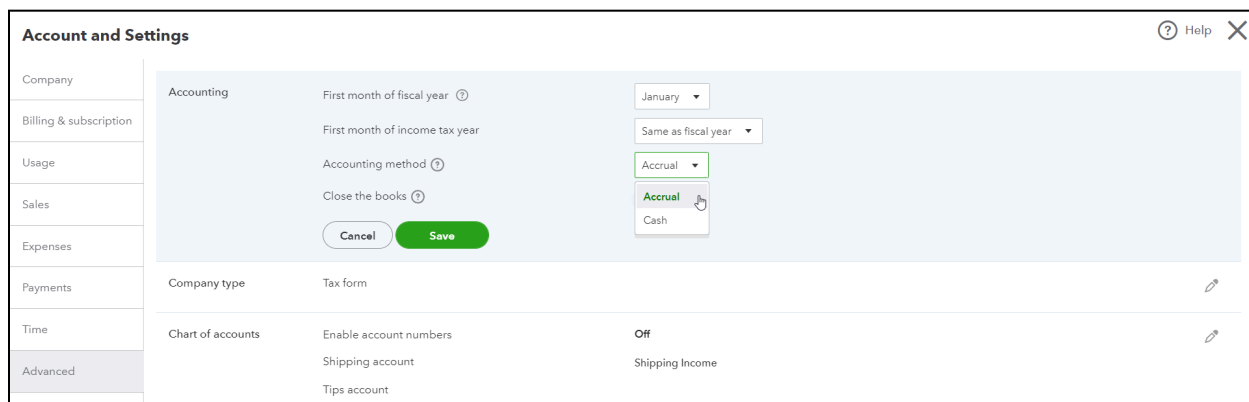 Account and Settings
Help
Company
Billing & subscription
Usage
Sales
Expenses
Payments
Time
Advanced
Accounting
First month of fiscal year ?
January
First month of income tax year
Same as fiscal year
Accounting method ?
Accrual
Accrual
Cash
Close the books ?
Cancel Save
Company type Tax form
Chart of accounts Enable account numbers Off
Shipping account Shipping Income
Tips account